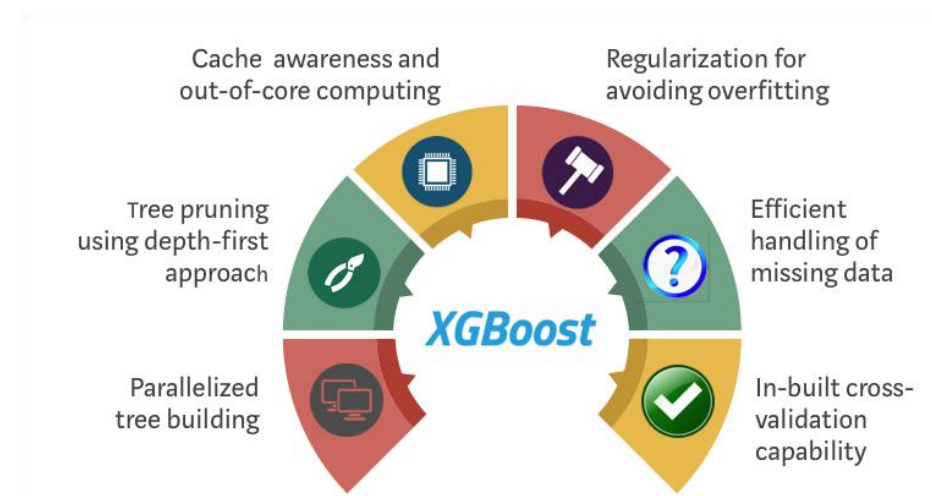 Cache awareness and
out-of-core computing
Regularization for
avoiding overfitting
Tree pruning
using depth-first
approach
Efficient
handling of
missing data
XGBoost
Parallelized
tree building
In-built cross-
validation
capability